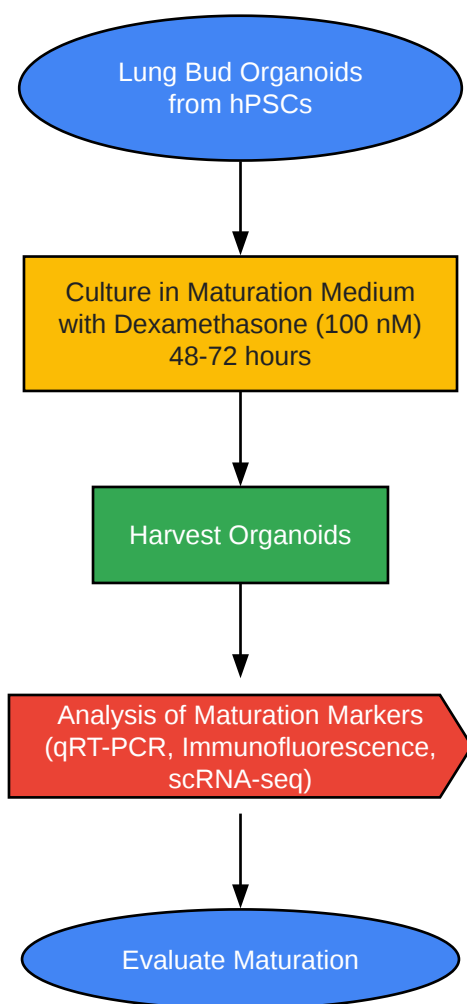 Lung Bud Organoids
from hPSCs
Culture in Maturation Medium
with Dexamethasone (100 nM)
48-72 hours
Harvest Organoids
Analysis of Maturation Markers
(qRT-PCR, Immunofluorescence,
scRNA-seq)
Evaluate Maturation